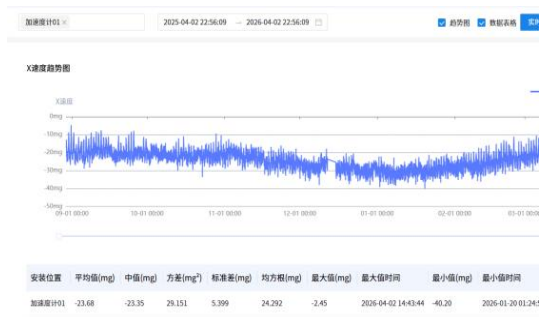 加速度计01 × 2025-04-02 22:56:09 → 2026-04-02 22:56:09 趋势图 数据表格
X速度趋势图
X速度
0mg
-10mg
-20mg
-30mg
-40mg
-50mg
09-01 00:00 10-01 00:00 11-01 00:00 12-01 00:00 01-01 00:00 02-01 00:00 03-01 00:00
安装位置 平均值(mg) 中值(mg) 方差(mg²) 标准差(mg) 均方根(mg) 最大值(mg) 最大值时间 最小值(mg) 最小值时间
加速度计01 -23.68 -23.35 29.151 5.399 24.292 -2.45 2026-04-02 14:43:44 -40.20 2026-01-20 01:24:5